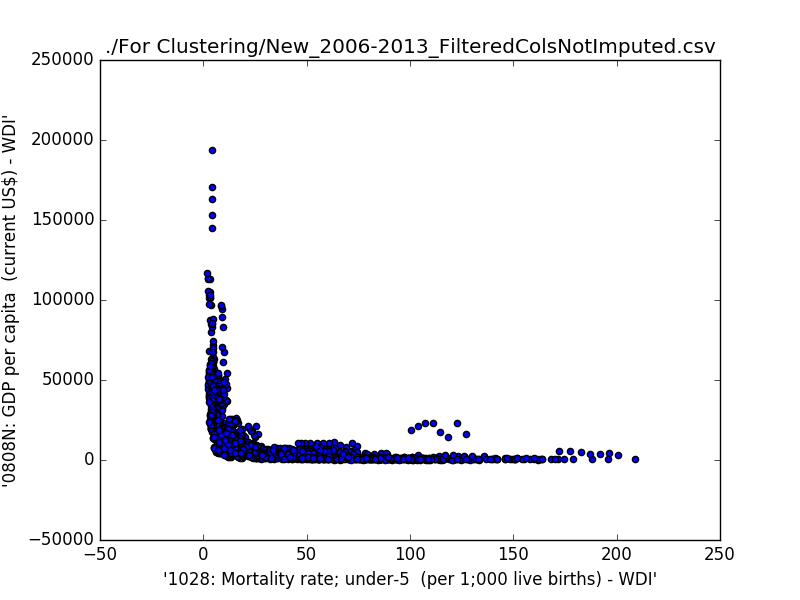 ./For Clustering/New_2006-2013_FilteredColsNotImputed.csv
250000
200000
150000
100000
50000
0
−50000
'0808N: GDP per capita  (current US$) - WDI'
−50 0 50 100 150 200 250
'1028: Mortality rate; under-5  (per 1;000 live births) - WDI'